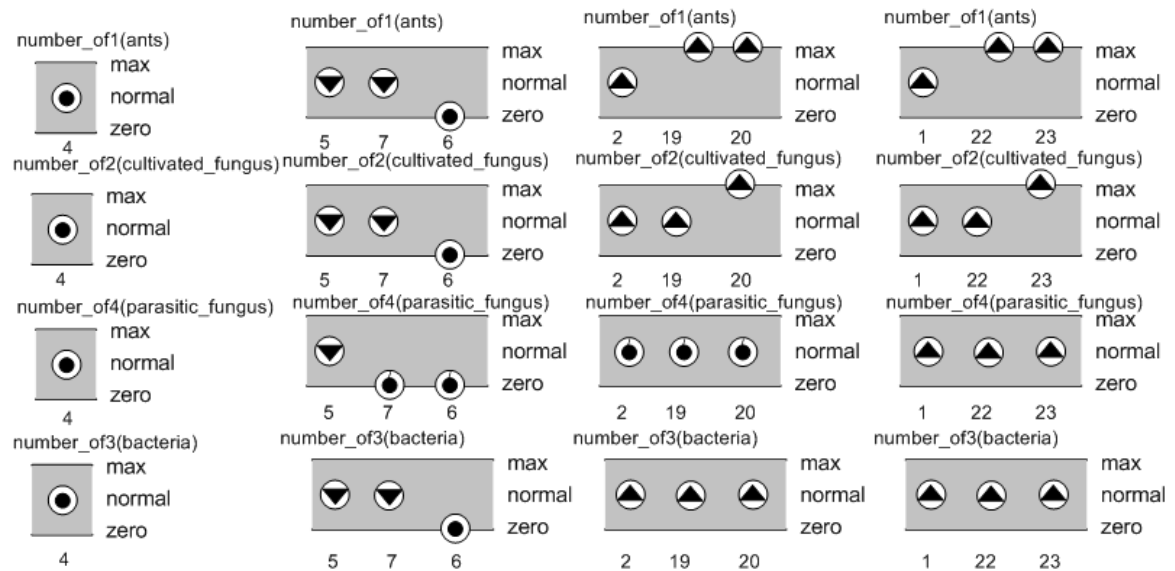 number_of1(ants)
max
normal
zero
4
number_of2(cultivated_fungus)
max
normal
zero
4
number_of4(parasitic_fungus)
max
normal
zero
4
number_of3(bacteria)
max
normal
zero
4
number_of1(ants)
max
normal
zero
5 7 6
number_of2(cultivated_fungus)
max
normal
zero
5 7 6
number_of4(parasitic_fungus)
max
normal
zero
5 7 6
number_of3(bacteria)
max
normal
zero
5 7 6
number_of1(ants)
max
normal
zero
2 19 20
number_of2(cultivated_fungus)
max
normal
zero
2 19 20
number_of4(parasitic_fungus)
max
normal
zero
2 19 20
number_of3(bacteria)
max
normal
zero
2 19 20
number_of1(ants)
max
normal
zero
1 22 23
number_of2(cultivated_fungus)
max
normal
zero
1 22 23
number_of4(parasitic_fungus)
max
normal
zero
1 22 23
number_of3(bacteria)
max
normal
zero
1 22 23